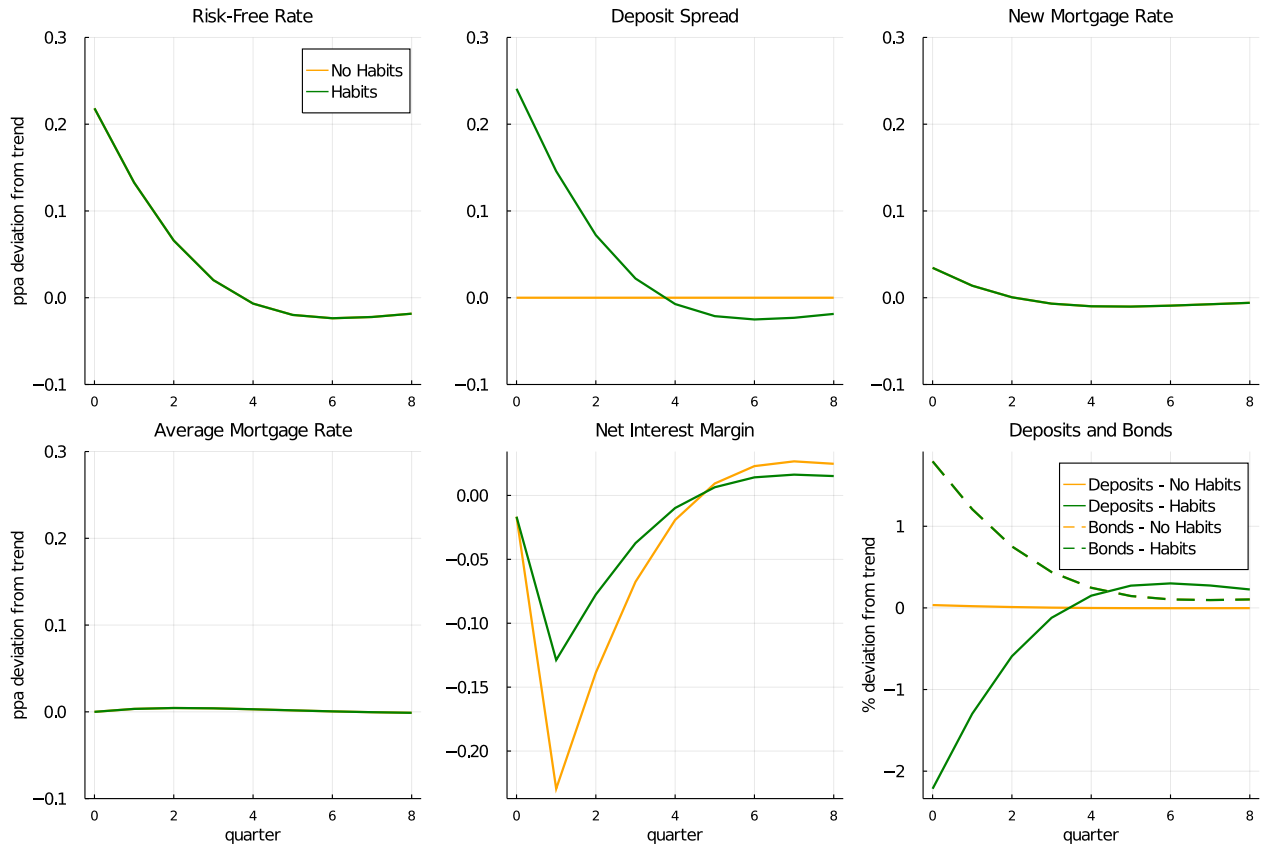 Risk-Free Rate
0.3
0.2
0.1
0.0
−0.1
ppa deviation from trend
No Habits
Habits
0 2 4 6 8
Deposit Spread
0.3
0.2
0.1
0.0
−0.1
0 2 4 6 8
New Mortgage Rate
0.3
0.2
0.1
0.0
−0.1
0 2 4 6 8
Average Mortgage Rate
0.3
0.2
0.1
0.0
−0.1
ppa deviation from trend
0 2 4 6 8
quarter
Net Interest Margin
0.00
−0.05
−0.10
−0.15
−0.20
0 2 4 6 8
quarter
Deposits and Bonds
1
0
−1
−2
% deviation from trend
Deposits - No Habits
Deposits - Habits
Bonds - No Habits
Bonds - Habits
0 2 4 6 8
quarter